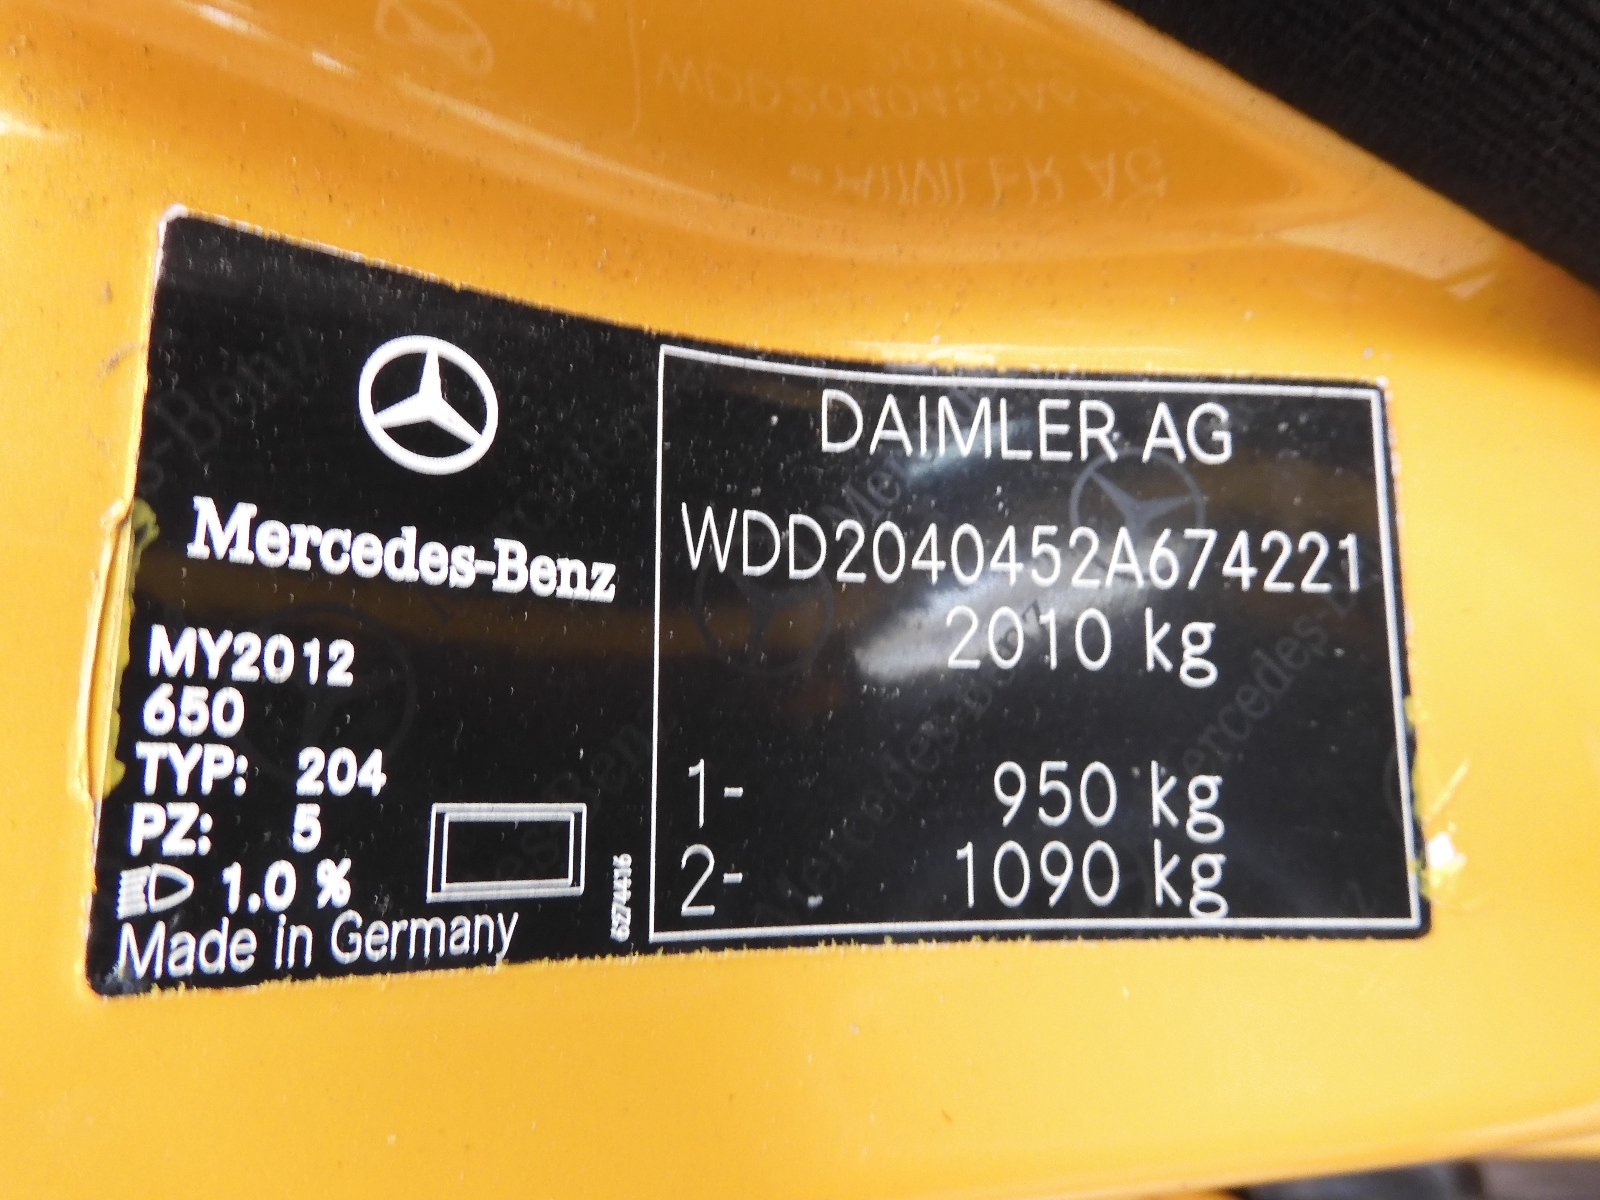 Mercedes-Benz
MY2012
650
TYP: 204
PZ: 5
1.0 %
Made in Germany
6274416
DAIMLER AG
WDD2040452A674221
2010 kg
1- 950 kg
2- 1090 kg